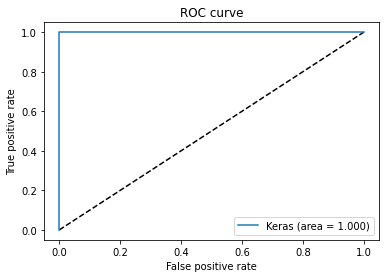 ROC curve
True positive rate
1.0
0.8
0.6
0.4
0.2
0.0
Keras (area = 1.000)
0.0 0.2 0.4 0.6 0.8 1.0
False positive rate